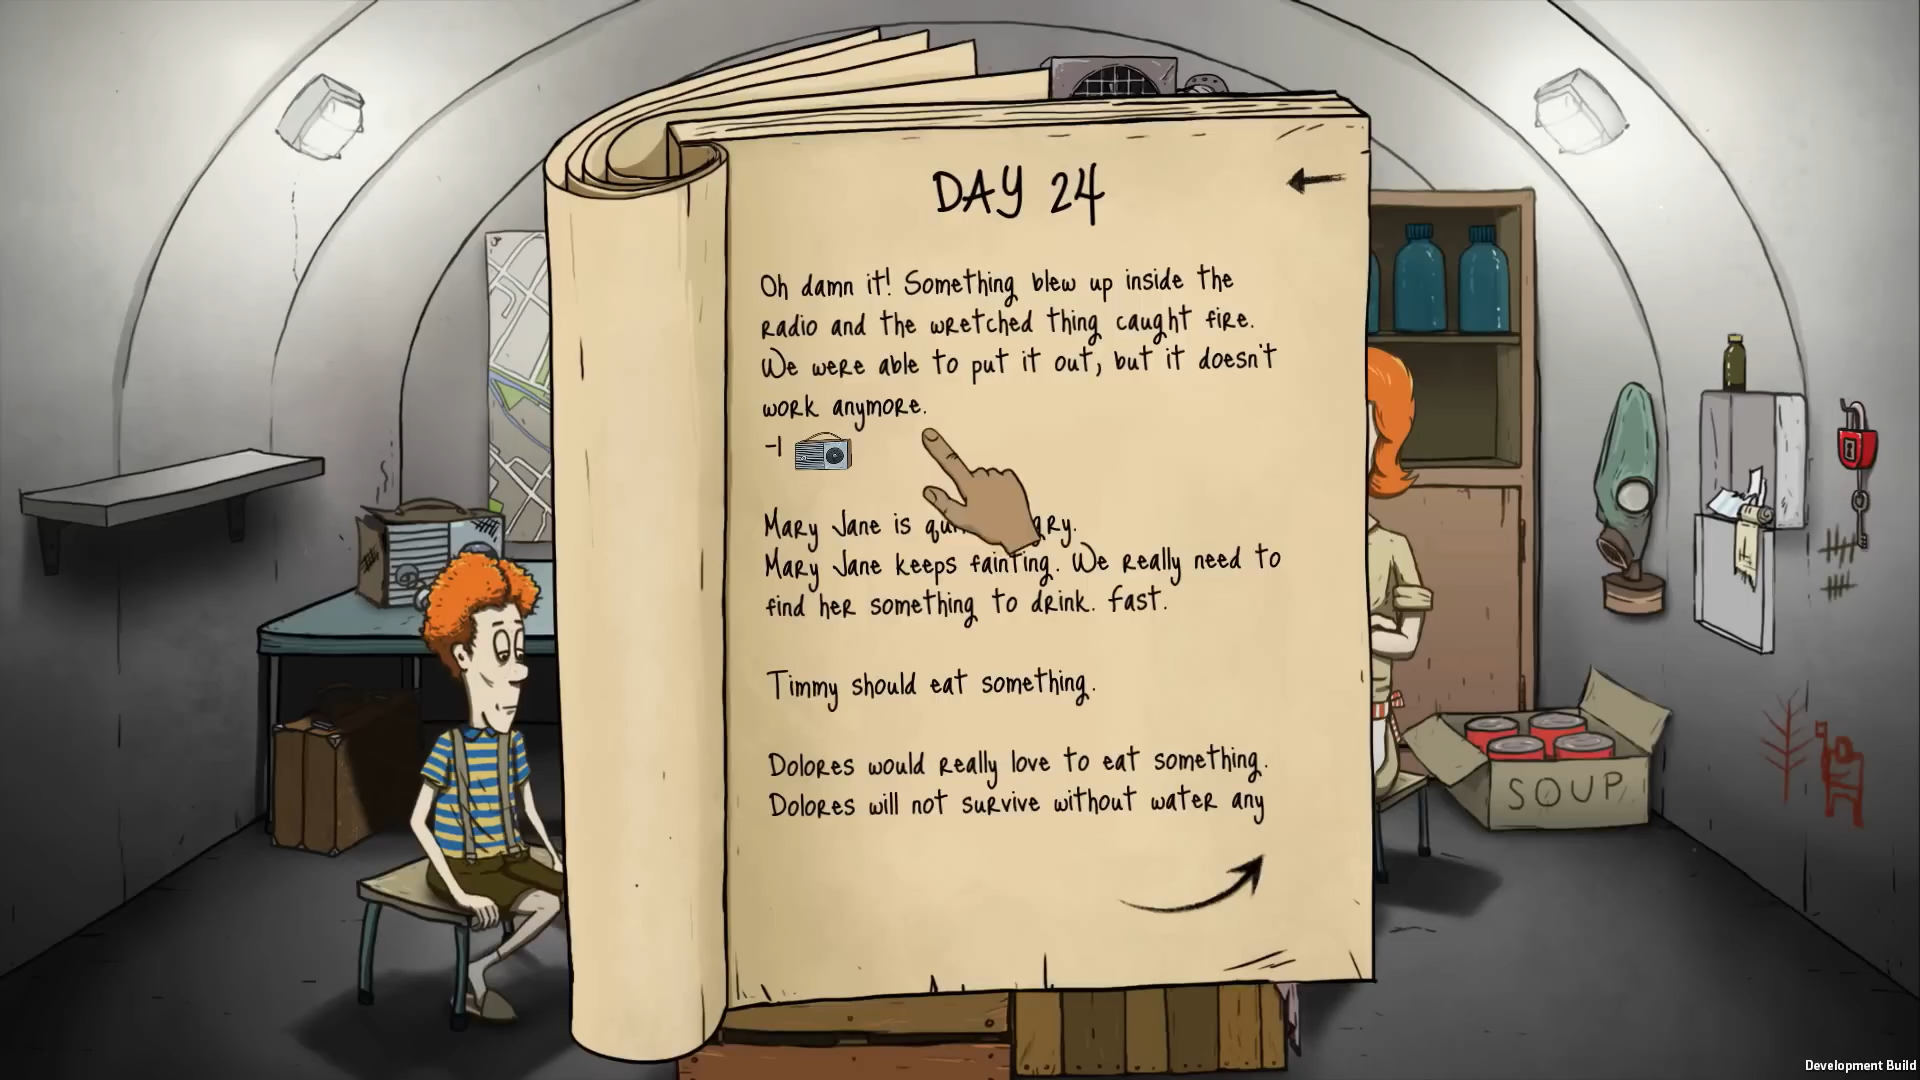 DAY 24
Oh damn it! Something blew up inside the
radio and the wretched thing caught fire.
We were able to put it out, but it doesn't
work anymore.
-1
Mary Jane is
Mary Jane keeps fainting. We really need to
find her something to drink. fast.
Timmy should eat something.
Dolores would really love to eat something.
Dolores will not survive without water any
SOUP
Development Build